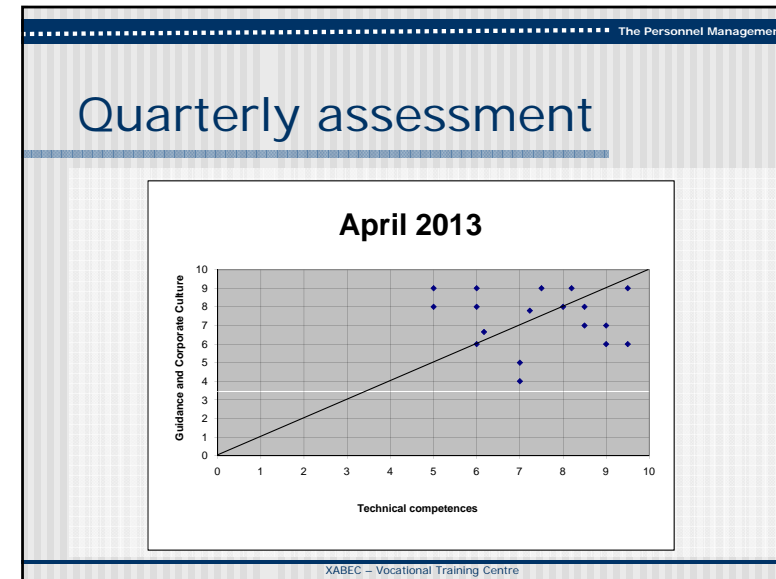 The Personnel Managemen
Quarterly assessment
April 2013
Guidance and Corporate Culture
10
9
8
7
6
5
4
3
2
1
0
0 1 2 3 4 5 6 7 8 9 10
Technical competences
XABEC – Vocational Training Centre